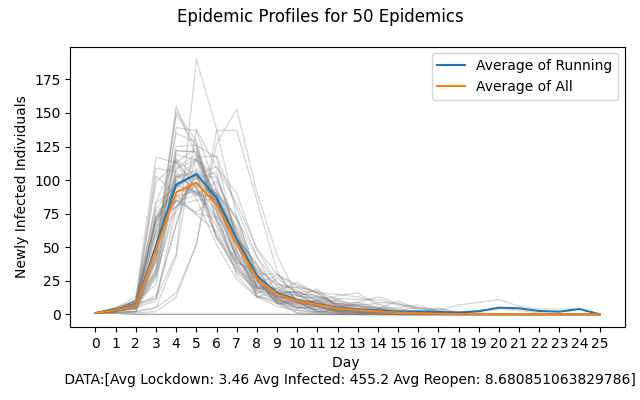 Epidemic Profiles for 50 Epidemics
Average of Running
Average of All
Newly Infected Individuals
175
150
125
100
75
50
25
0
0 1 2 3 4 5 6 7 8 9 10 11 12 13 14 15 16 17 18 19 20 21 22 23 24 25
Day
DATA:[Avg Lockdown: 3.46 Avg Infected: 455.2 Avg Reopen: 8.680851063829786]